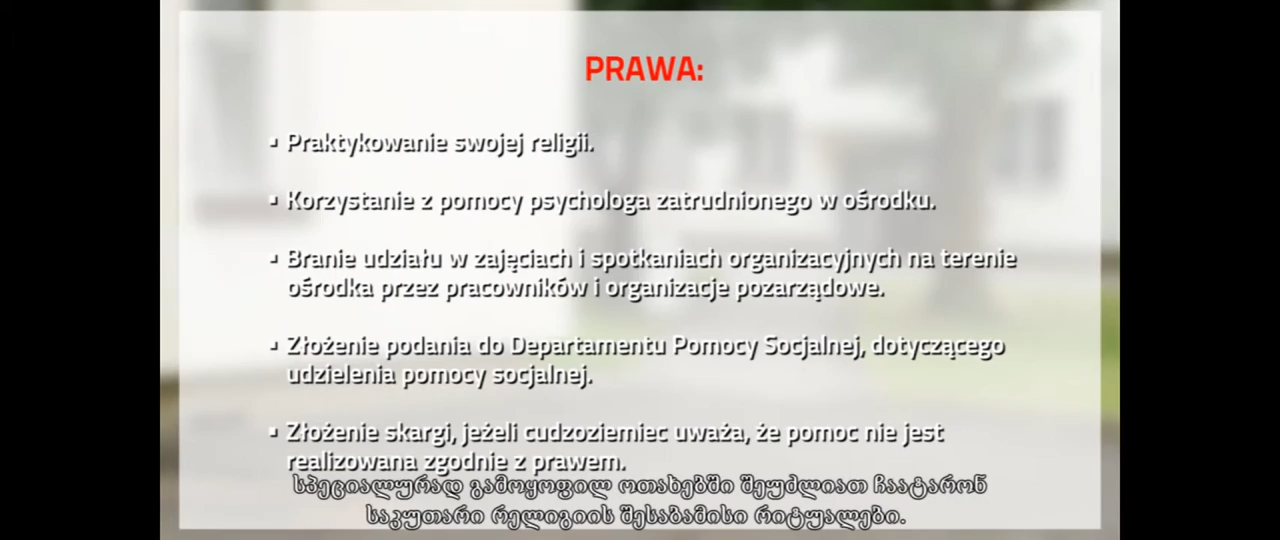 PRAWA:
▪ Praktykowanie swojej religii.
▪ Korzystanie z pomocy psychologa zatrudnionego w ośrodku.
▪ Branie udziału w zajęciach i spotkaniach organizacyjnych na terenie
ośrodka przez pracowników i organizacje pozarządowe.
▪ Złożenie podania do Departamentu Pomocy Socjalnej, dotyczącego
udzielenia pomocy socjalnej.
▪ Złożenie skargi, jeżeli cudzoziemiec uważa, że pomoc nie jest
realizowana zgodnie z prawem.
სპეციალურად გამოყოფილ ოთახებში შეუძლიათ ჩაატარონ
საკუთარი რელიგიის შესაბამისი რიტუალები.